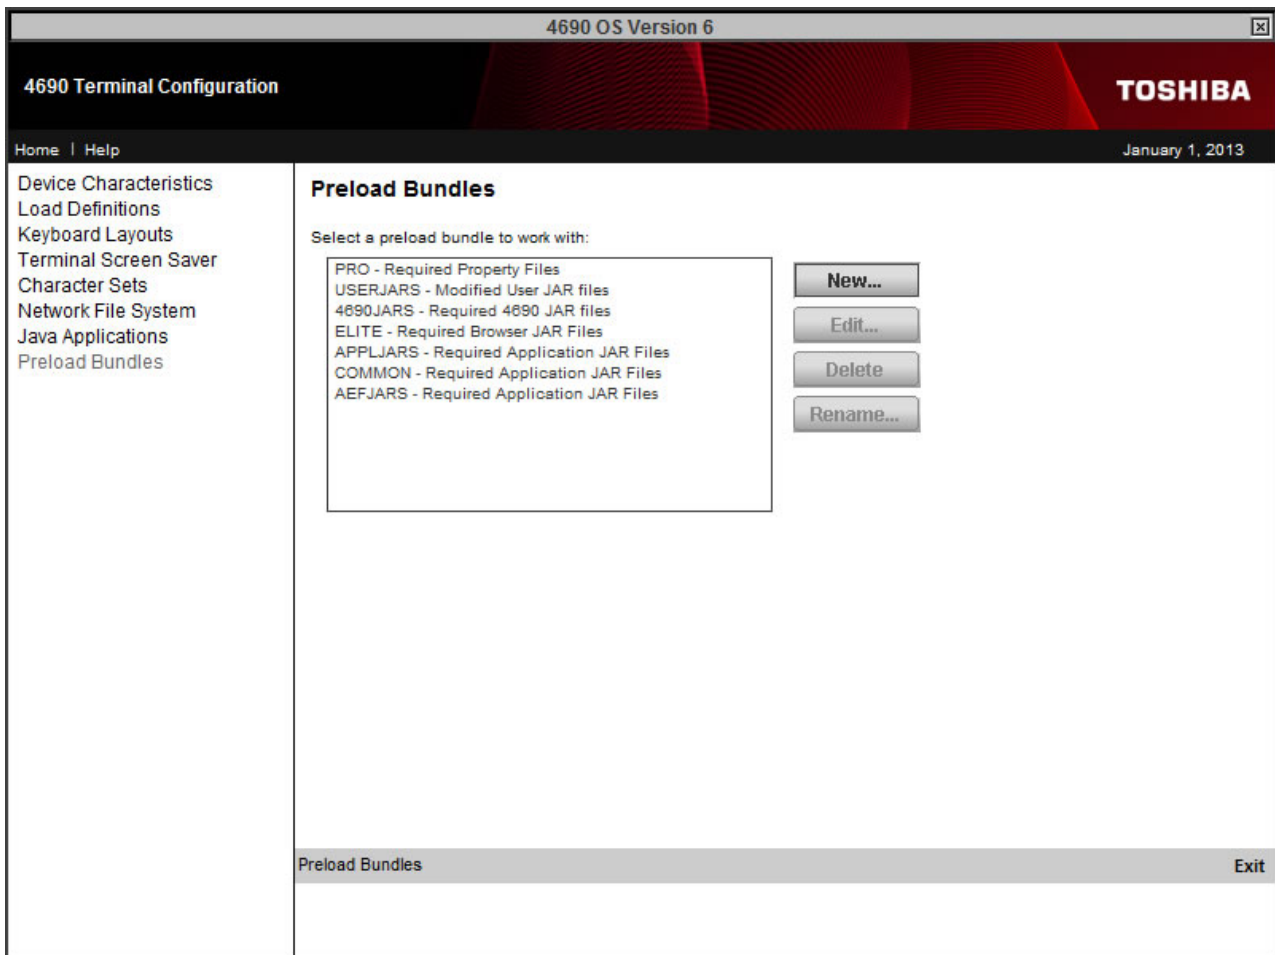 4690 OS Version 6
4690 Terminal Configuration
TOSHIBA
Home | Help
January 1, 2013
Device Characteristics
Load Definitions
Keyboard Layouts
Terminal Screen Saver
Character Sets
Network File System
Java Applications
Preload Bundles
Preload Bundles
Select a preload bundle to work with:
PRO - Required Property Files
USERJARS - Modified User JAR files
4690JARS - Required 4690 JAR files
ELITE - Required Browser JAR Files
APPLJARS - Required Application JAR Files
COMMON - Required Application JAR Files
AEFJARS - Required Application JAR Files
New...
Edit...
Delete
Rename...
Preload Bundles
Exit